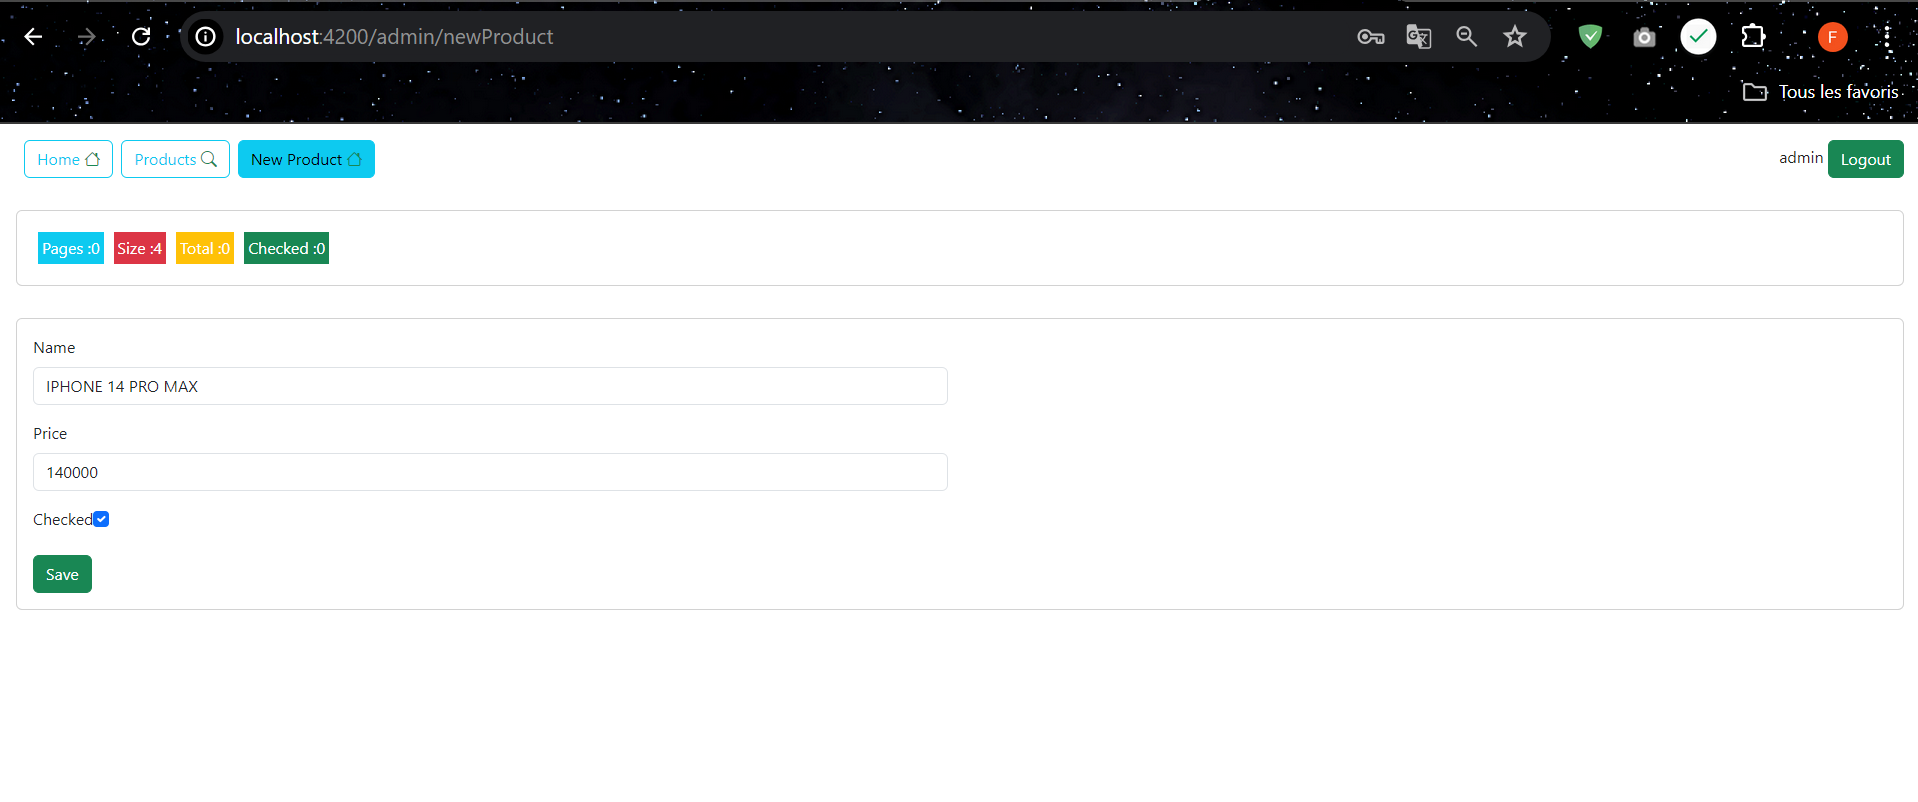 localhost:4200/admin/newProduct
F
Tous les favoris
Home Products New Product admin Logout
Pages :0 Size :4 Total :0 Checked :0
Name
IPHONE 14 PRO MAX
Price
140000
Checked
Save